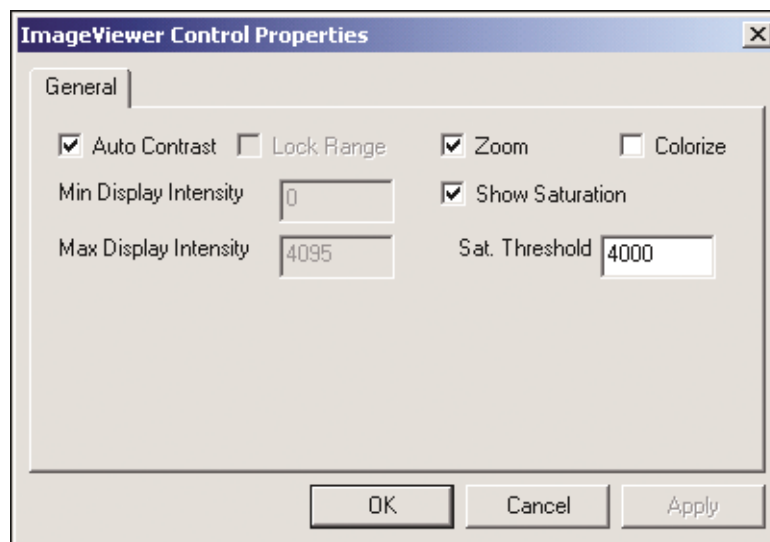 ImageViewer Control Properties
General
Auto Contrast Lock Range Zoom Colorize
Min Display Intensity 0 Show Saturation
Max Display Intensity 4095 Sat. Threshold 4000
OK Cancel Apply